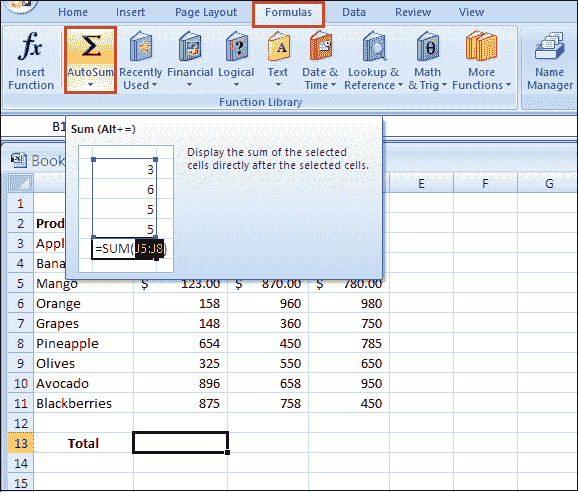 Home Insert Page Layout Formulas Data Review View
fx Σ A θ
Insert Function
AutoSum
Recently Used
Financial
Logical
Text
Date & Time
Lookup & Reference
Math & Trig
More Functions
Name Manager
Function Library
B1
Sum (Alt+=)
Display the sum of the selected
cells directly after the selected cells.
3
6
5
5
=SUM(J5:J8)
Book
E F G
1
2 Prod
3 Appl
4 Bana
5 Mango $ 123.00 $ 870.00 $ 780.00
6 Orange 158 960 980
7 Grapes 148 360 750
8 Pineapple 654 450 785
9 Olives 325 550 650
10 Avocado 896 658 950
11 Blackberries 875 758 450
12
13 Total
14
15